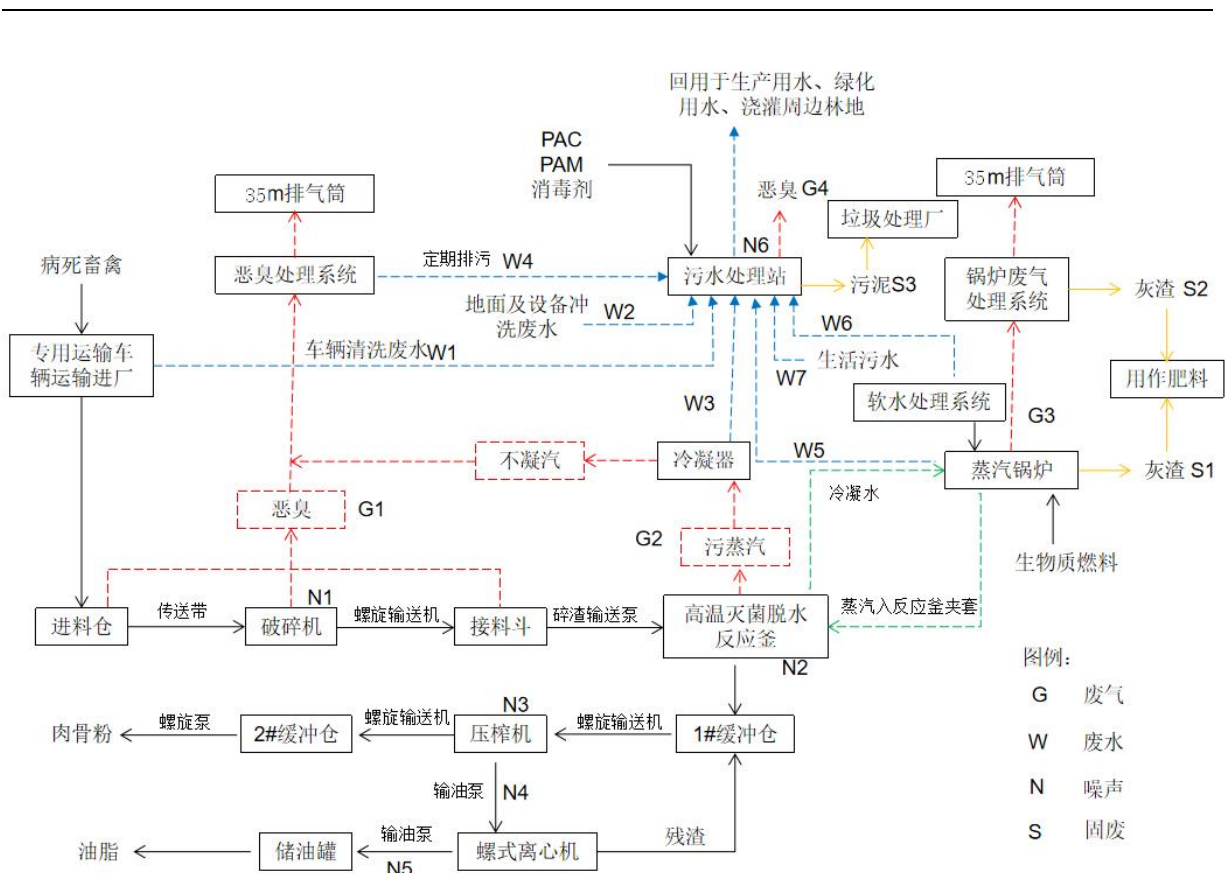 回用于生产用水、绿化
用水、浇灌周边林地
PAC
PAM
消毒剂
35m排气筒
恶臭 G4
35m排气筒
垃圾处理厂
病死畜禽
恶臭处理系统
定期排污 W4
N6
污水处理站
污泥S3
锅炉废气
处理系统
灰渣 S2
地面及设备冲
洗废水
W2
W6
专用运输车
辆运输进厂
车辆清洗废水W1
生活污水
W7
用作肥料
W3
软水处理系统
G3
不凝汽
冷凝器
W5
蒸汽锅炉
灰渣 S1
冷凝水
恶臭
G1
G2
污蒸汽
生物质燃料
进料仓
传送带
破碎机
N1
螺旋输送机
接料斗
碎渣输送泵
高温灭菌脱水
反应釜
N2
蒸汽入反应釜夹套
图例：
G 废气
W 废水
N 噪声
S 固废
肉骨粉
螺旋泵
2#缓冲仓
螺旋输送机
N3
压榨机
螺旋输送机
1#缓冲仓
输油泵
N4
油脂
储油罐
输油泵
N5
螺式离心机
残渣